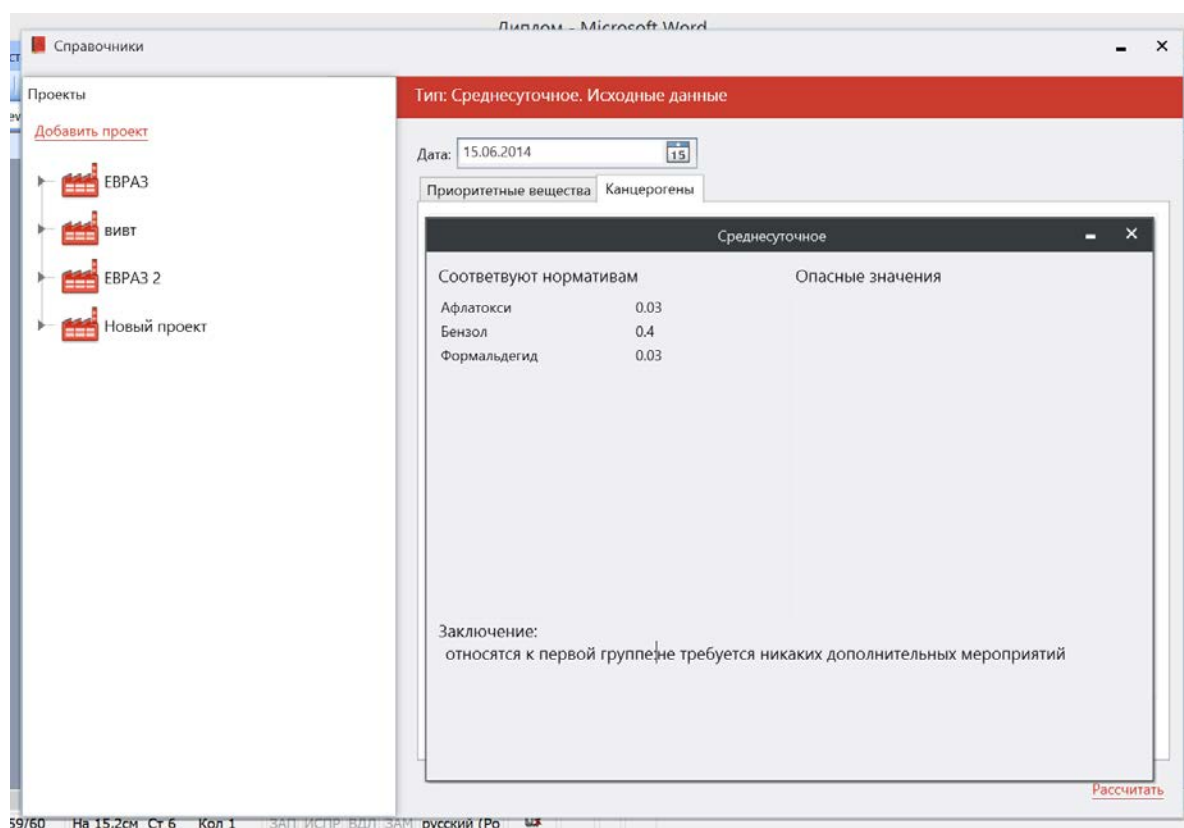 Диплом - Microsoft Word
Справочники
Проекты
Добавить проект
ЕВРАЗ
вивт
ЕВРАЗ 2
Новый проект
Тип: Среднесуточное. Исходные данные
Дата: 15.06.2014 15
Приоритетные вещества Канцерогены
Среднесуточное
Соответвуют нормативам Опасные значения
Афлатокси 0.03
Бензол 0.4
Формальдегид 0.03
Заключение:
относятся к первой группе:не требуется никаких дополнительных мероприятий
Рассчитать
59/60 На 15.2см Ст 6 Кол 1 ЗАП ИСПР ВДЛ ЗАМ русский (Ро